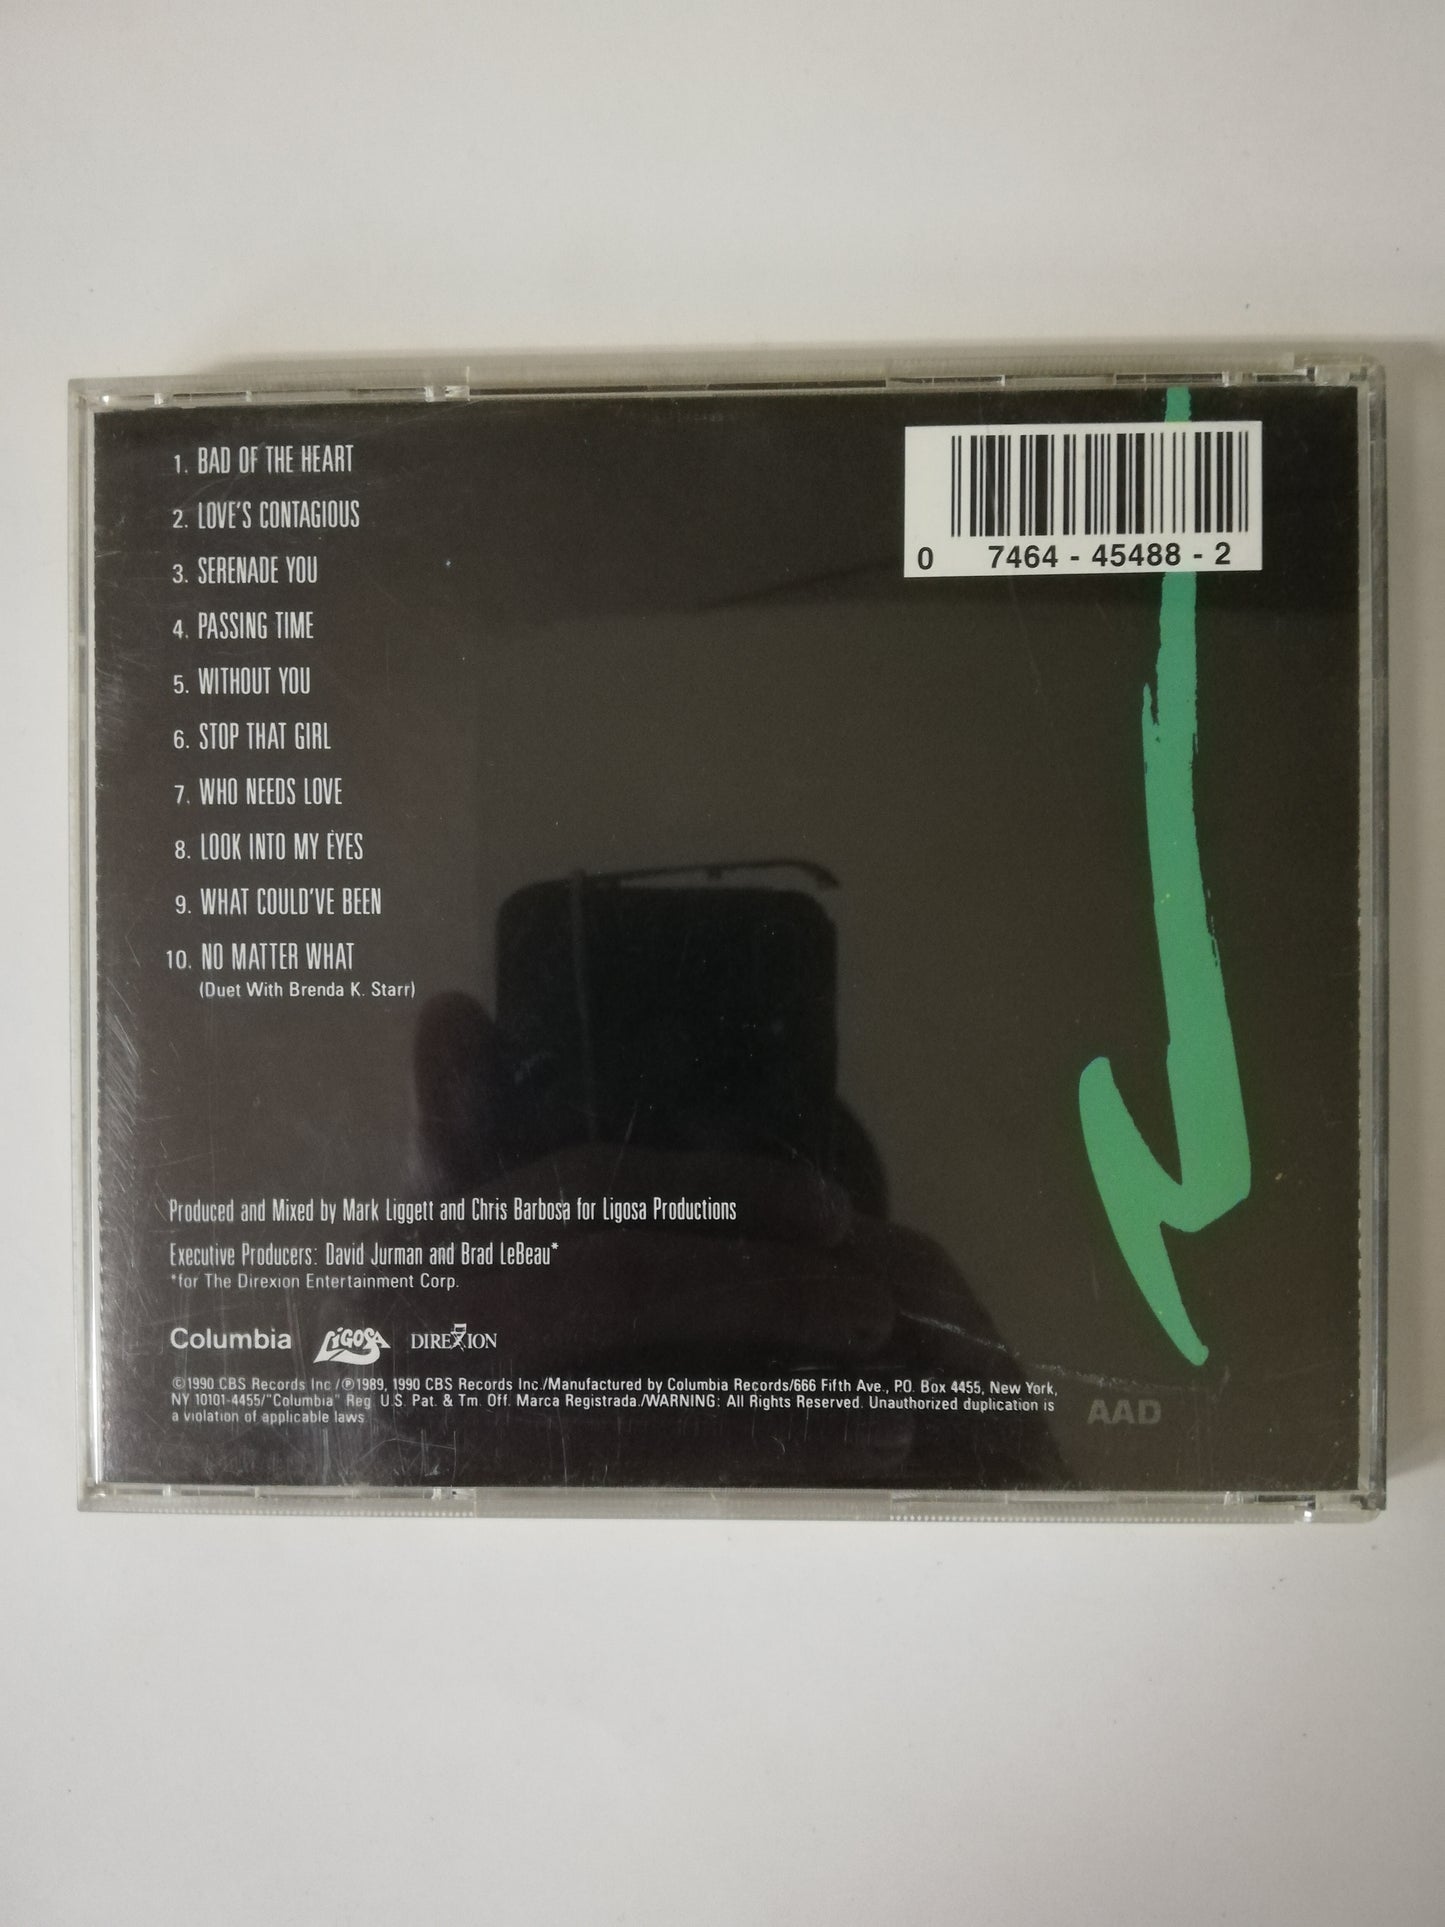 1. BAD OF THE HEART
2. LOVE'S CONTAGIOUS
3. SERENADE YOU
4. PASSING TIME
5. WITHOUT YOU
6. STOP THAT GIRL
7. WHO NEEDS LOVE
8. LOOK INTO MY EYES
9. WHAT COULD'VE BEEN
10. NO MATTER WHAT
(Duet With Brenda K. Starr)
0 7464 - 45488 - 2
Produced and Mixed by Mark Liggett and Chris Barbosa for Ligosa Productions
Executive Producers: David Jurman and Brad LeBeau*
*for The Direxion Entertainment Corp.
Columbia LIGOSA DIREXION
©1990 CBS Records Inc./℗1989, 1990 CBS Records Inc./Manufactured by Columbia Records/666 Fifth Ave., P.O. Box 4455, New York,
NY 10101-4455/"Columbia" Reg. U.S. Pat. & Tm. Off. Marca Registrada./WARNING: All Rights Reserved. Unauthorized duplication is
a violation of applicable laws.
AAD